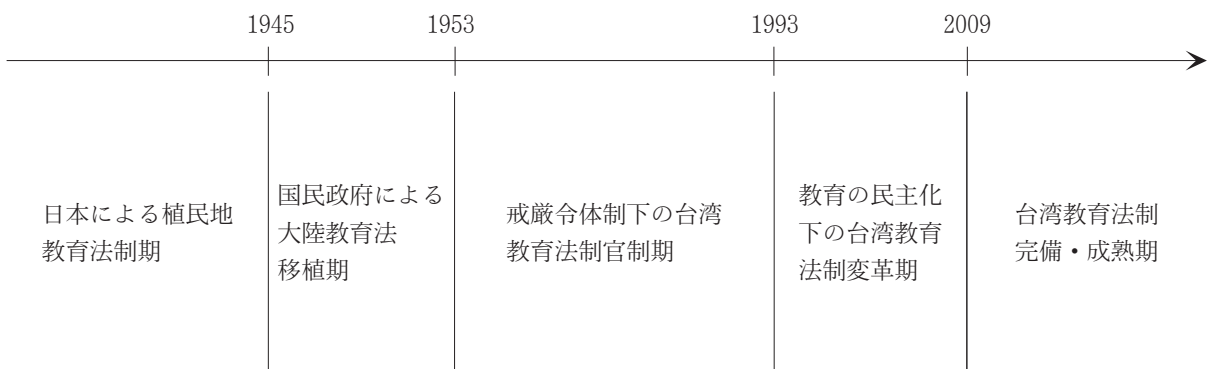 1945
1953
1993
2009
日本による植民地
教育法制期
国民政府による
大陸教育法
移植期
戒厳令体制下の台湾
教育法制官制期
教育の民主化
下の台湾教育
法制変革期
台湾教育法制
完備・成熟期